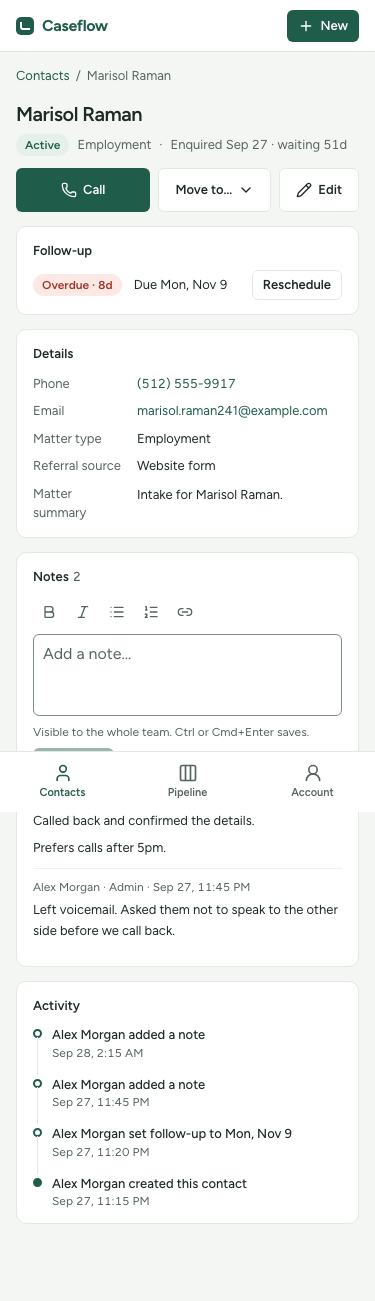 Caseflow
New
Contacts / Marisol Raman
Marisol Raman
Active Employment · Enquired Sep 27 · waiting 51d
Call
Move to...
Edit
Follow-up
Overdue · 8d Due Mon, Nov 9 Reschedule
Details
Phone (512) 555-9917
Email marisol.raman241@example.com
Matter type Employment
Referral source Website form
Matter summary Intake for Marisol Raman.
Notes 2
Add a note...
Visible to the whole team. Ctrl or Cmd+Enter saves.
Contacts Pipeline Account
Called back and confirmed the details.
Prefers calls after 5pm.
Alex Morgan · Admin · Sep 27, 11:45 PM
Left voicemail. Asked them not to speak to the other
side before we call back.
Activity
Alex Morgan added a note
Sep 28, 2:15 AM
Alex Morgan added a note
Sep 27, 11:45 PM
Alex Morgan set follow-up to Mon, Nov 9
Sep 27, 11:20 PM
Alex Morgan created this contact
Sep 27, 11:15 PM